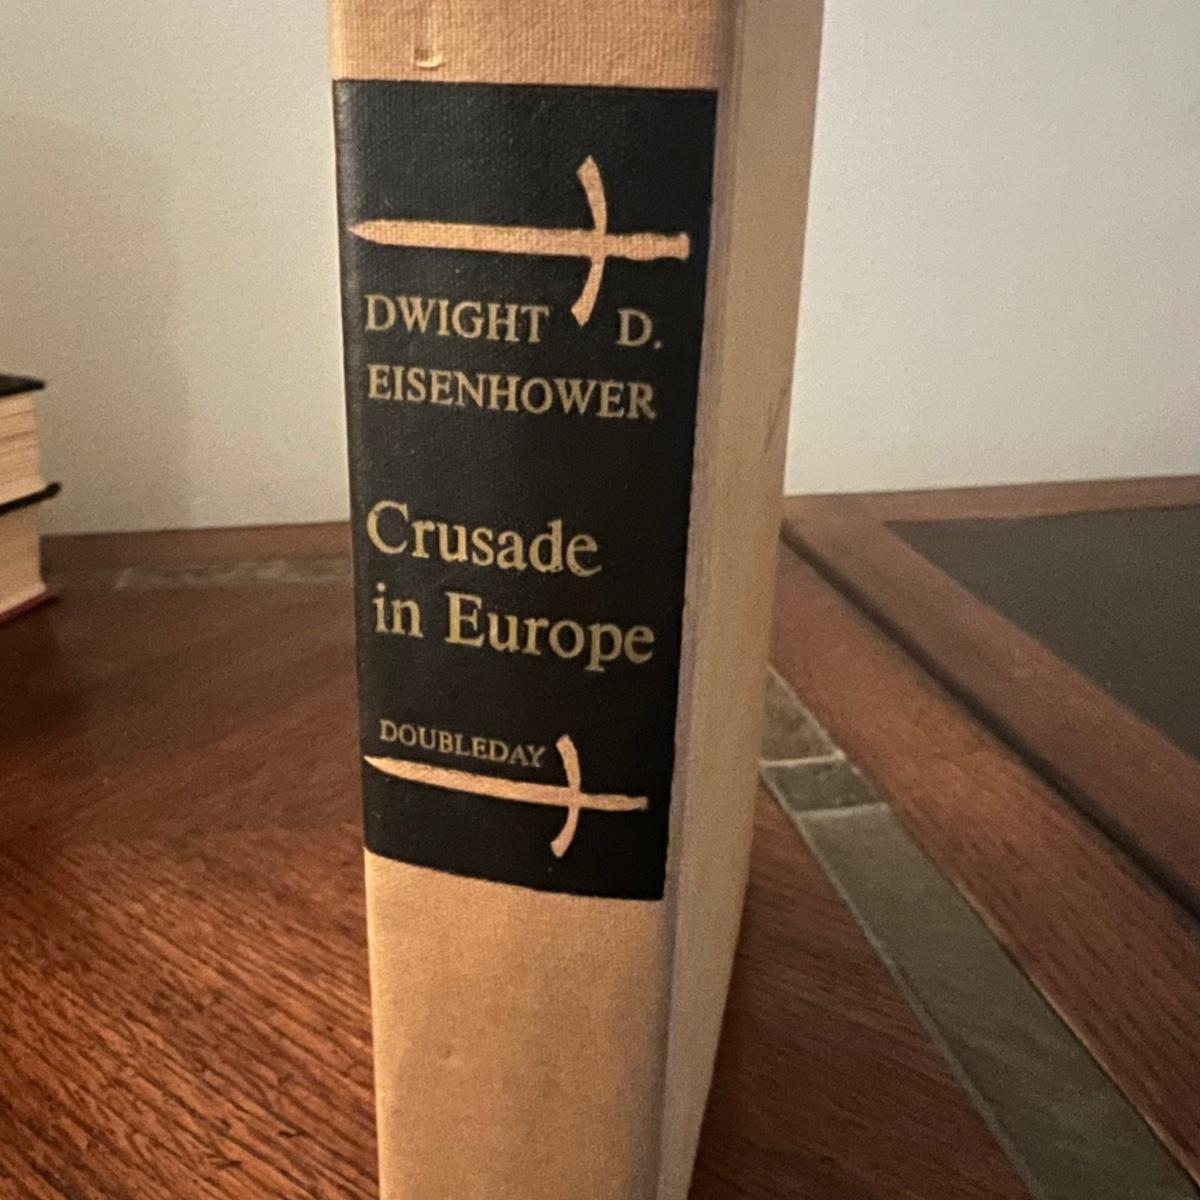 DWIGHT D.
EISENHOWER
Crusade
in Europe
DOUBLEDAY